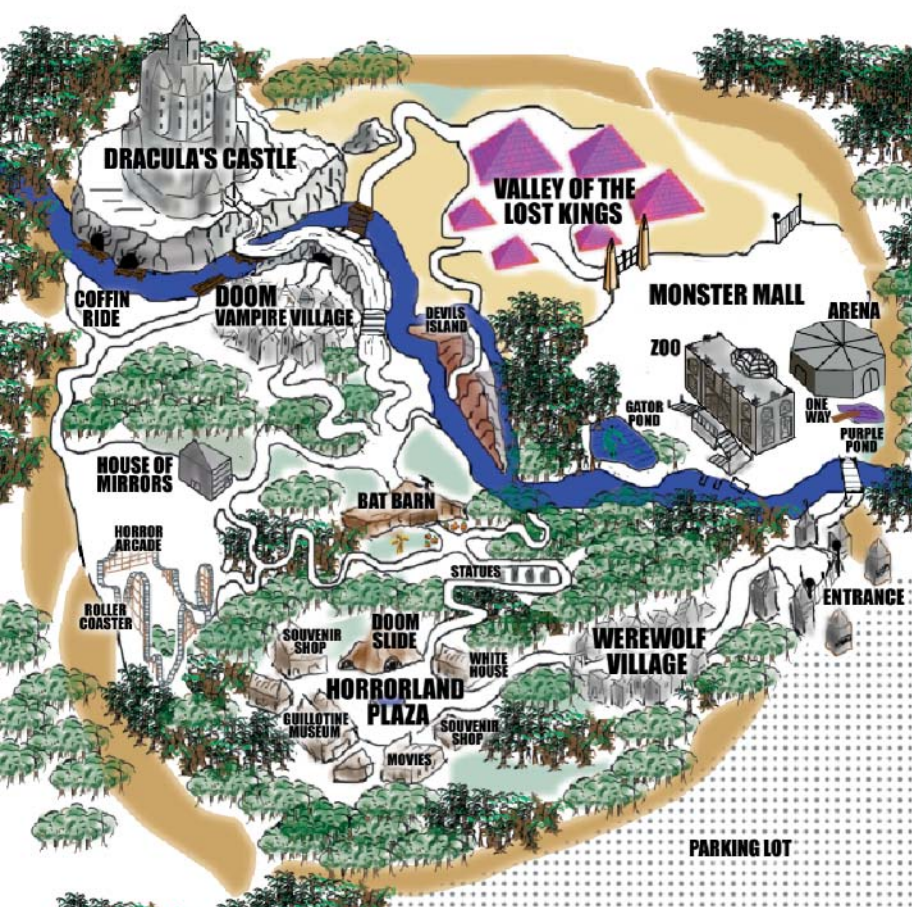 DRACULA'S CASTLE
VALLEY OF THE
LOST KINGS
COFFIN
RIDE
DOOM
VAMPIRE VILLAGE
DEVILS
ISLAND
MONSTER MALL
ARENA
ZOO
ONE
WAY
PURPLE
POND
GATOR
POND
HOUSE OF
MIRRORS
BAT BARN
HORROR
ARCADE
ROLLER
COASTER
STATUES
ENTRANCE
SOUVENIR
SHOP
DOOM
SLIDE
WHITE
HOUSE
WEREWOLF
VILLAGE
HORRORLAND
PLAZA
GUILLOTINE
MUSEUM
SOUVENIR
SHOP
MOVIES
PARKING LOT